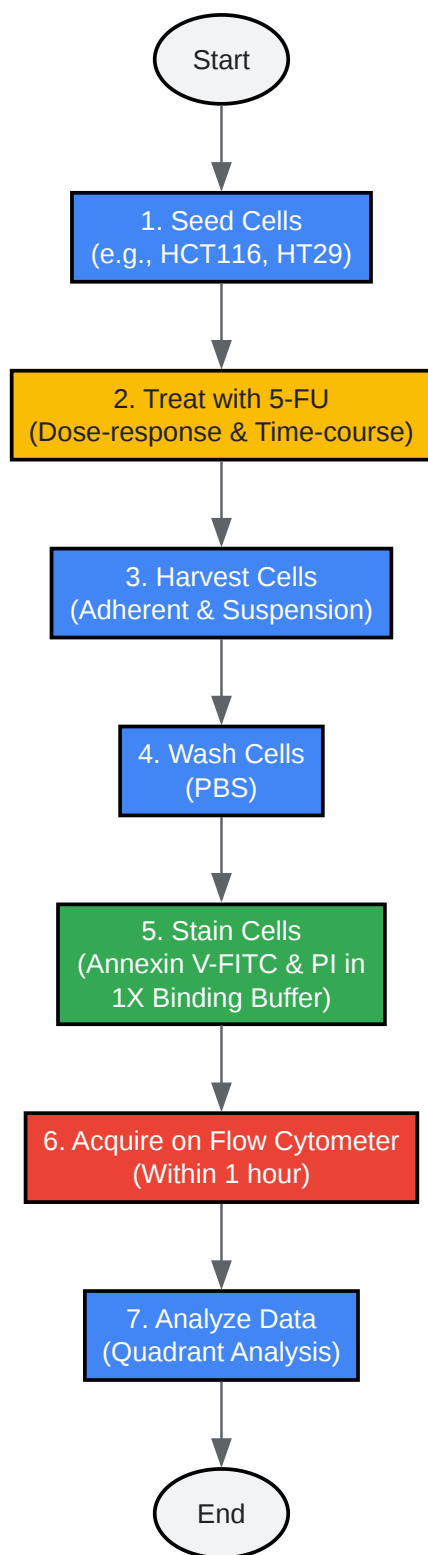 Start
1. Seed Cells
(e.g., HCT116, HT29)
2. Treat with 5-FU
(Dose-response & Time-course)
3. Harvest Cells
(Adherent & Suspension)
4. Wash Cells
(PBS)
5. Stain Cells
(Annexin V-FITC & PI in
1X Binding Buffer)
6. Acquire on Flow Cytometer
(Within 1 hour)
7. Analyze Data
(Quadrant Analysis)
End